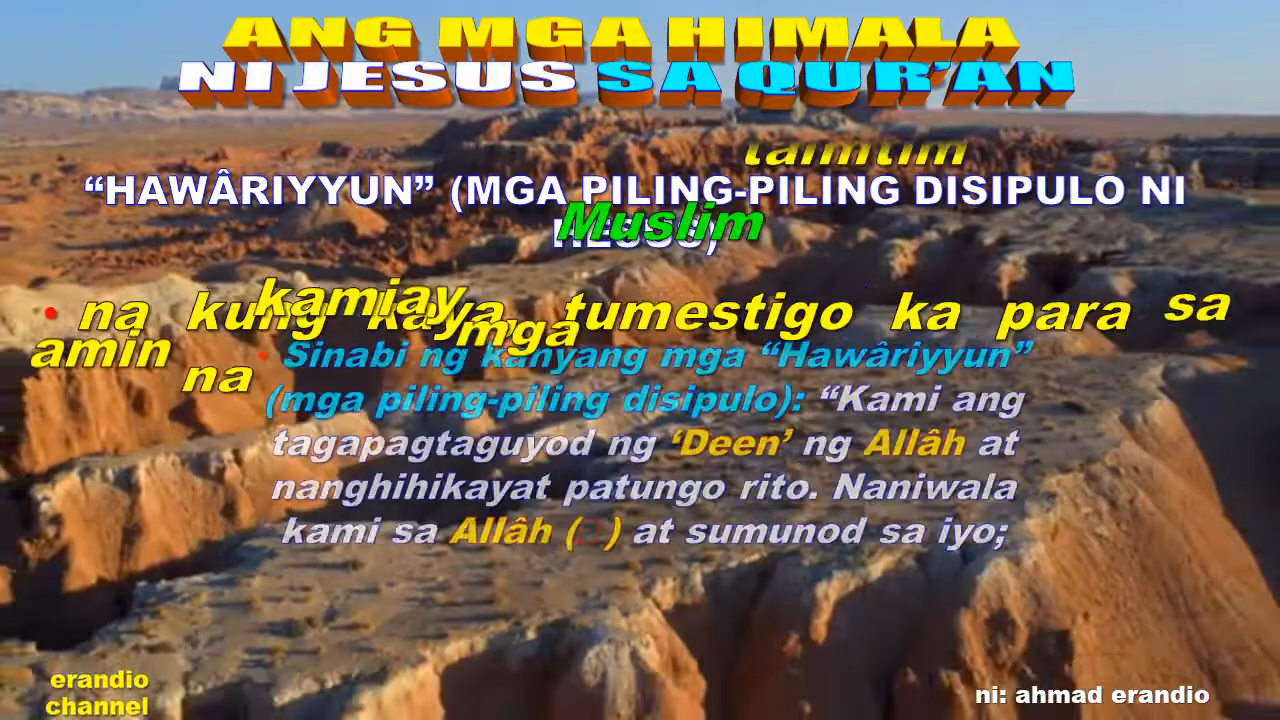 ANG MGA HIMALA
NI JESUS SA QUR'AN
taimtim
“HAWÂRIYYUN” (MGA PILING-PILING DISIPULO NI
Muslim
• na kung kaya, tumestigo ka para sa
kamiay
mga
amin
na
• Sinabi ng kanyang mga “Hawâriyyun”
(mga piling-piling disipulo): “Kami ang
tagapagtaguyod ng ‘Deen’ ng Allâh at
nanghihikayat patungo rito. Naniwala
kami sa Allâh ( ) at sumunod sa iyo;
erandio
channel
ni: ahmad erandio